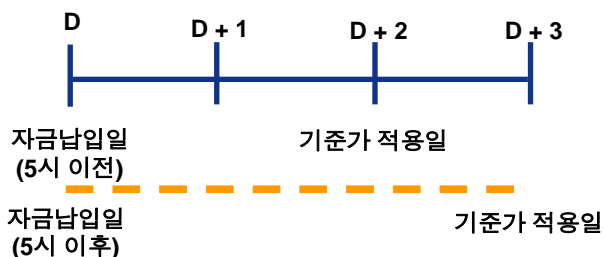 D D + 1 D + 2 D + 3
자금납입일 기준가 적용일
(5시 이전)
자금납입일 기준가 적용일
(5시 이후)